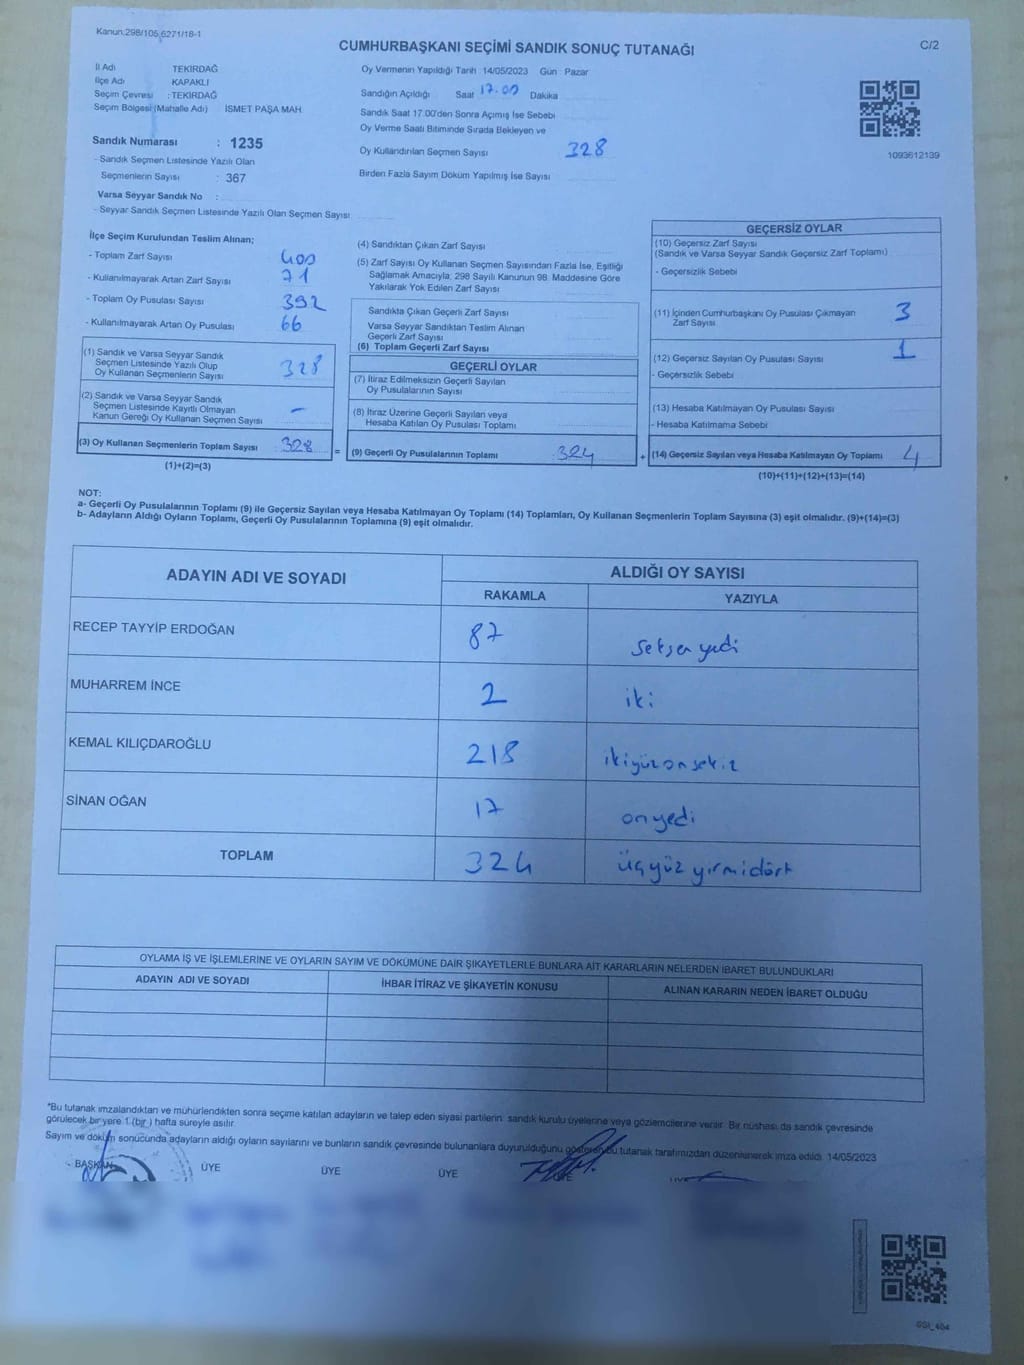 Kanun:298/105,6271/18-1
C/2
CUMHURBAŞKANI SEÇİMİ SANDIK SONUÇ TUTANAĞI
İl Adı TEKİRDAĞ
İlçe Adı KAPAKLI
Seçim Çevresi : TEKİRDAĞ
Seçim Bölgesi (Mahalle Adı) İSMET PAŞA MAH.
Oy Vermenin Yapıldığı Tarih : 14/05/2023 Gün Pazar
Sandığın Açıldığı Saat 17.00 Dakika
Sandık Saat 17.00'den Sonra Açımış İse Sebebi
Oy Verme Saati Bitiminde Sırada Bekleyen ve
Oy Kullandırılan Seçmen Sayısı 328
Birden Fazla Sayım Döküm Yapılmış İse Sayısı
1093612139
Sandık Numarası : 1235
- Sandık Seçmen Listesinde Yazılı Olan
Seçmenlerin Sayısı : 367
Varsa Seyyar Sandık No :
- Seyyar Sandık Seçmen Listesinde Yazılı Olan Seçmen Sayısı
İlçe Seçim Kurulundan Teslim Alınan;
- Toplam Zarf Sayısı 400
- Kullanılmayarak Artan Zarf Sayısı 71
- Toplam Oy Pusulası Sayısı 392
- Kullanılmayarak Artan Oy Pusulası 66
(1) Sandık ve Varsa Seyyar Sandık
Seçmen Listesinde Yazılı Olup
Oy Kullanan Seçmenlerin Sayısı 328
(2) Sandık ve Varsa Seyyar Sandık
Seçmen Listesinde Kayıtlı Olmayan
Kanun Gereği Oy Kullanan Seçmen Sayısı -
(3) Oy Kullanan Seçmenlerin Toplam Sayısı 328
(1)+(2)=(3)
(4) Sandıktan Çıkan Zarf Sayısı
(5) Zarf Sayısı Oy Kullanan Seçmen Sayısından Fazla İse, Eşitliği
Sağlamak Amacıyla, 298 Sayılı Kanunun 98. Maddesine Göre
Yakılarak Yok Edilen Zarf Sayısı
Sandıkta Çıkan Geçerli Zarf Sayısı
Varsa Seyyar Sandıktan Teslim Alınan
Geçerli Zarf Sayısı
(6) Toplam Geçerli Zarf Sayısı
GEÇERLİ OYLAR
(7) İtiraz Edilmeksizin Geçerli Sayılan
Oy Pusulalarının Sayısı
(8) İtiraz Üzerine Geçerli Sayılan veya
Hesaba Katılan Oy Pusulaları Toplamı
= (9) Geçerli Oy Pusulalarının Toplamı 324
GEÇERSİZ OYLAR
(10) Geçersiz Zarf Sayısı
(Sandık ve Varsa Seyyar Sandık Geçersiz Zarf Toplamı)
- Geçersizlik Sebebi
(11) İçinden Cumhurbaşkanı Oy Pusulası Çıkmayan
Zarf Sayısı 3
(12) Geçersiz Sayılan Oy Pusulası Sayısı 1
- Geçersizlik Sebebi
(13) Hesaba Katılmayan Oy Pusulası Sayısı
- Hesaba Katılmama Sebebi
+ (14) Geçersiz Sayılan veya Hesaba Katılmayan Oy Toplamı 4
(10)+(11)+(12)+(13)=(14)
NOT:
a- Geçerli Oy Pusulalarının Toplamı (9) ile Geçersiz Sayılan veya Hesaba Katılmayan Oy Toplamı (14) Toplamları, Oy Kullanan Seçmenlerin Toplam Sayısına (3) eşit olmalıdır. (9)+(14)=(3)
b- Adayların Aldığı Oyların Toplamı, Geçerli Oy Pusulalarının Toplamına (9) eşit olmalıdır.
ADAYIN ADI VE SOYADI ALDIĞI OY SAYISI
RAKAMLA YAZIYLA
RECEP TAYYİP ERDOĞAN 87 seksen yedi
MUHARREM İNCE 2 iki
KEMAL KILIÇDAROĞLU 218 ikiyüzonsekiz
SİNAN OĞAN 17 onyedi
TOPLAM 324 üçyüz yirmidört
OYLAMA İŞ VE İŞLEMLERİNE VE OYLARIN SAYIM VE DÖKÜMÜNE DAİR ŞİKAYETLERLE BUNLARA AİT KARARLARIN NELERDEN İBARET BULUNDUKLARI
ADAYIN ADI VE SOYADI İHBAR İTİRAZ VE ŞİKAYETİN KONUSU ALINAN KARARIN NEDEN İBARET OLDUĞU
*Bu tutanak imzalandıktan ve mühürlendikten sonra seçime katılan adayların ve talep eden siyasi partilerin sandık kurulu üyelerine veya gözlemcilerine verilir. Bir nüshası da sandık çevresinde
görülecek bir yere 1 (bir) hafta süreyle asılır.
Sayım ve döküm sonucunda adayların aldığı oyların sayılarını ve bunların sandık çevresinde bulunanlara duyurulduğunu gösteren bu tutanak tarafımızdan düzenlenerek imza edildi. 14/05/2023
BAŞKAN ÜYE ÜYE ÜYE ÜYE